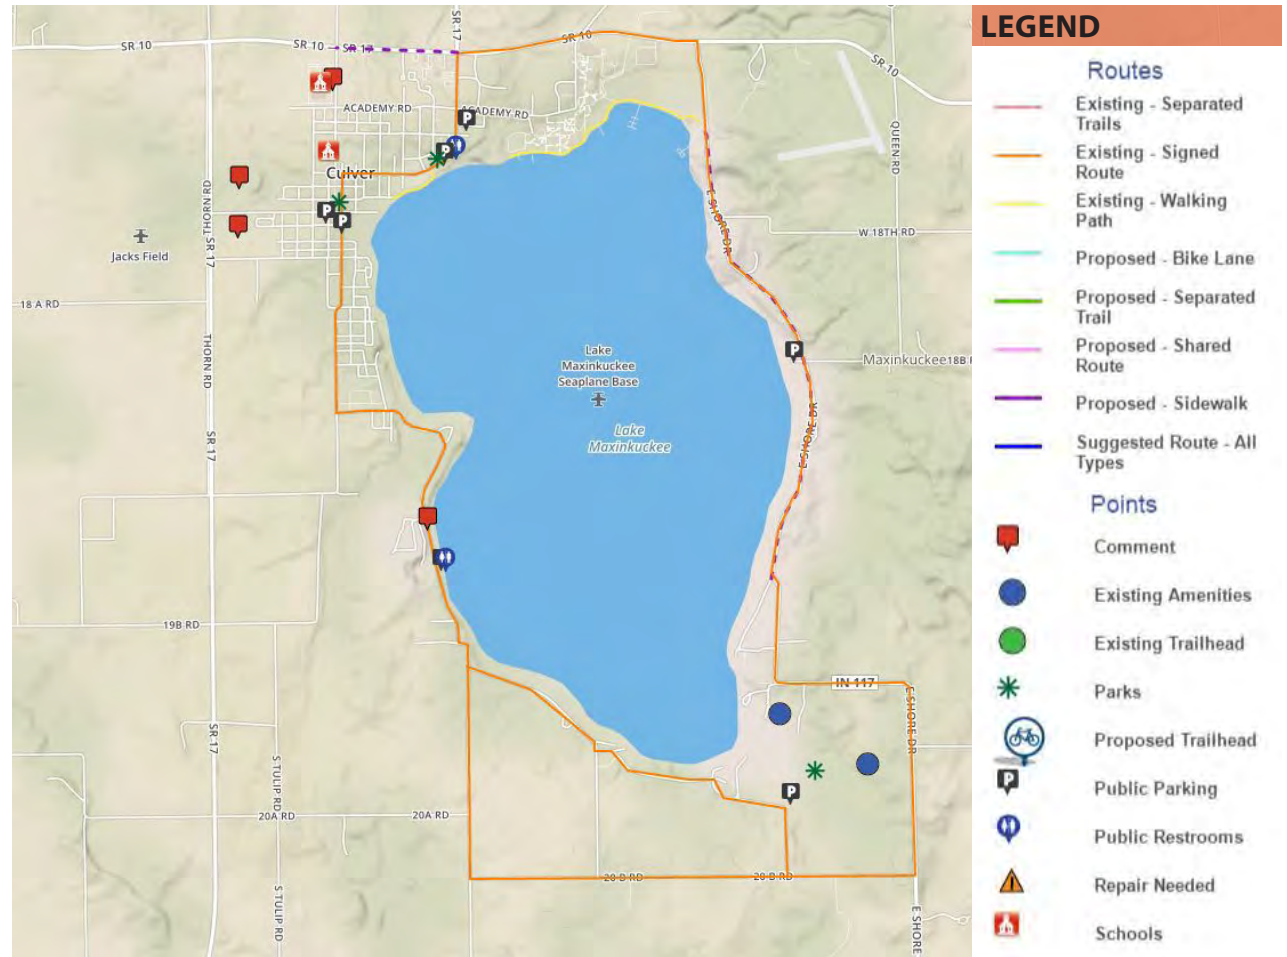 SR 10
SR 10
SR 17
SR 17
SR 10
SR 10
ACADEMY RD
ACADEMY RD
QUEEN RD
Culver
THORN RD
SR 17
E SHORE DR
W 18TH RD
Jacks Field
18 A RD
THORN RD
Lake
Maxinkuckee
Seaplane Base
Maxinkuckee
18B R
Lake
Maxinkuckee
E SHORE DR
SR 17
19B RD
IN 117
E SHORE DR
SR 17
S TULIP RD
20A RD
20A RD
20 B RD
20 B RD
S TULIP RD
E SHORE
LEGEND
Routes
Existing - Separated
Trails
Existing - Signed
Route
Existing - Walking
Path
Proposed - Bike Lane
Proposed - Separated
Trail
Proposed - Shared
Route
Proposed - Sidewalk
Suggested Route - All
Types
Points
Comment
Existing Amenities
Existing Trailhead
Parks
Proposed Trailhead
P
Public Parking
Public Restrooms
Repair Needed
Schools